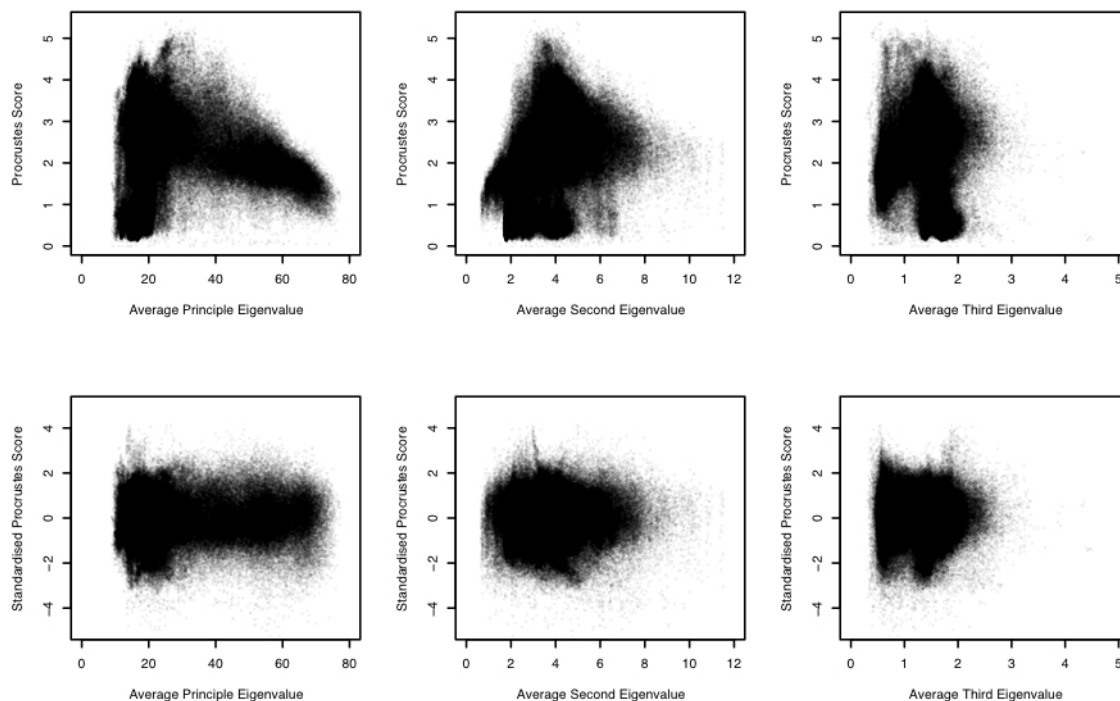 Procrustes Score
5
4
3
2
1
0
0 20 40 60 80
Average Principle Eigenvalue
Procrustes Score
5
4
3
2
1
0
0 2 4 6 8 10 12
Average Second Eigenvalue
Procrustes Score
5
4
3
2
1
0
0 1 2 3 4 5
Average Third Eigenvalue
Standardised Procrustes Score
4
2
0
−2
−4
0 20 40 60 80
Average Principle Eigenvalue
Standardised Procrustes Score
4
2
0
−2
−4
0 2 4 6 8 10 12
Average Second Eigenvalue
Standardised Procrustes Score
4
2
0
−2
−4
0 1 2 3 4 5
Average Third Eigenvalue